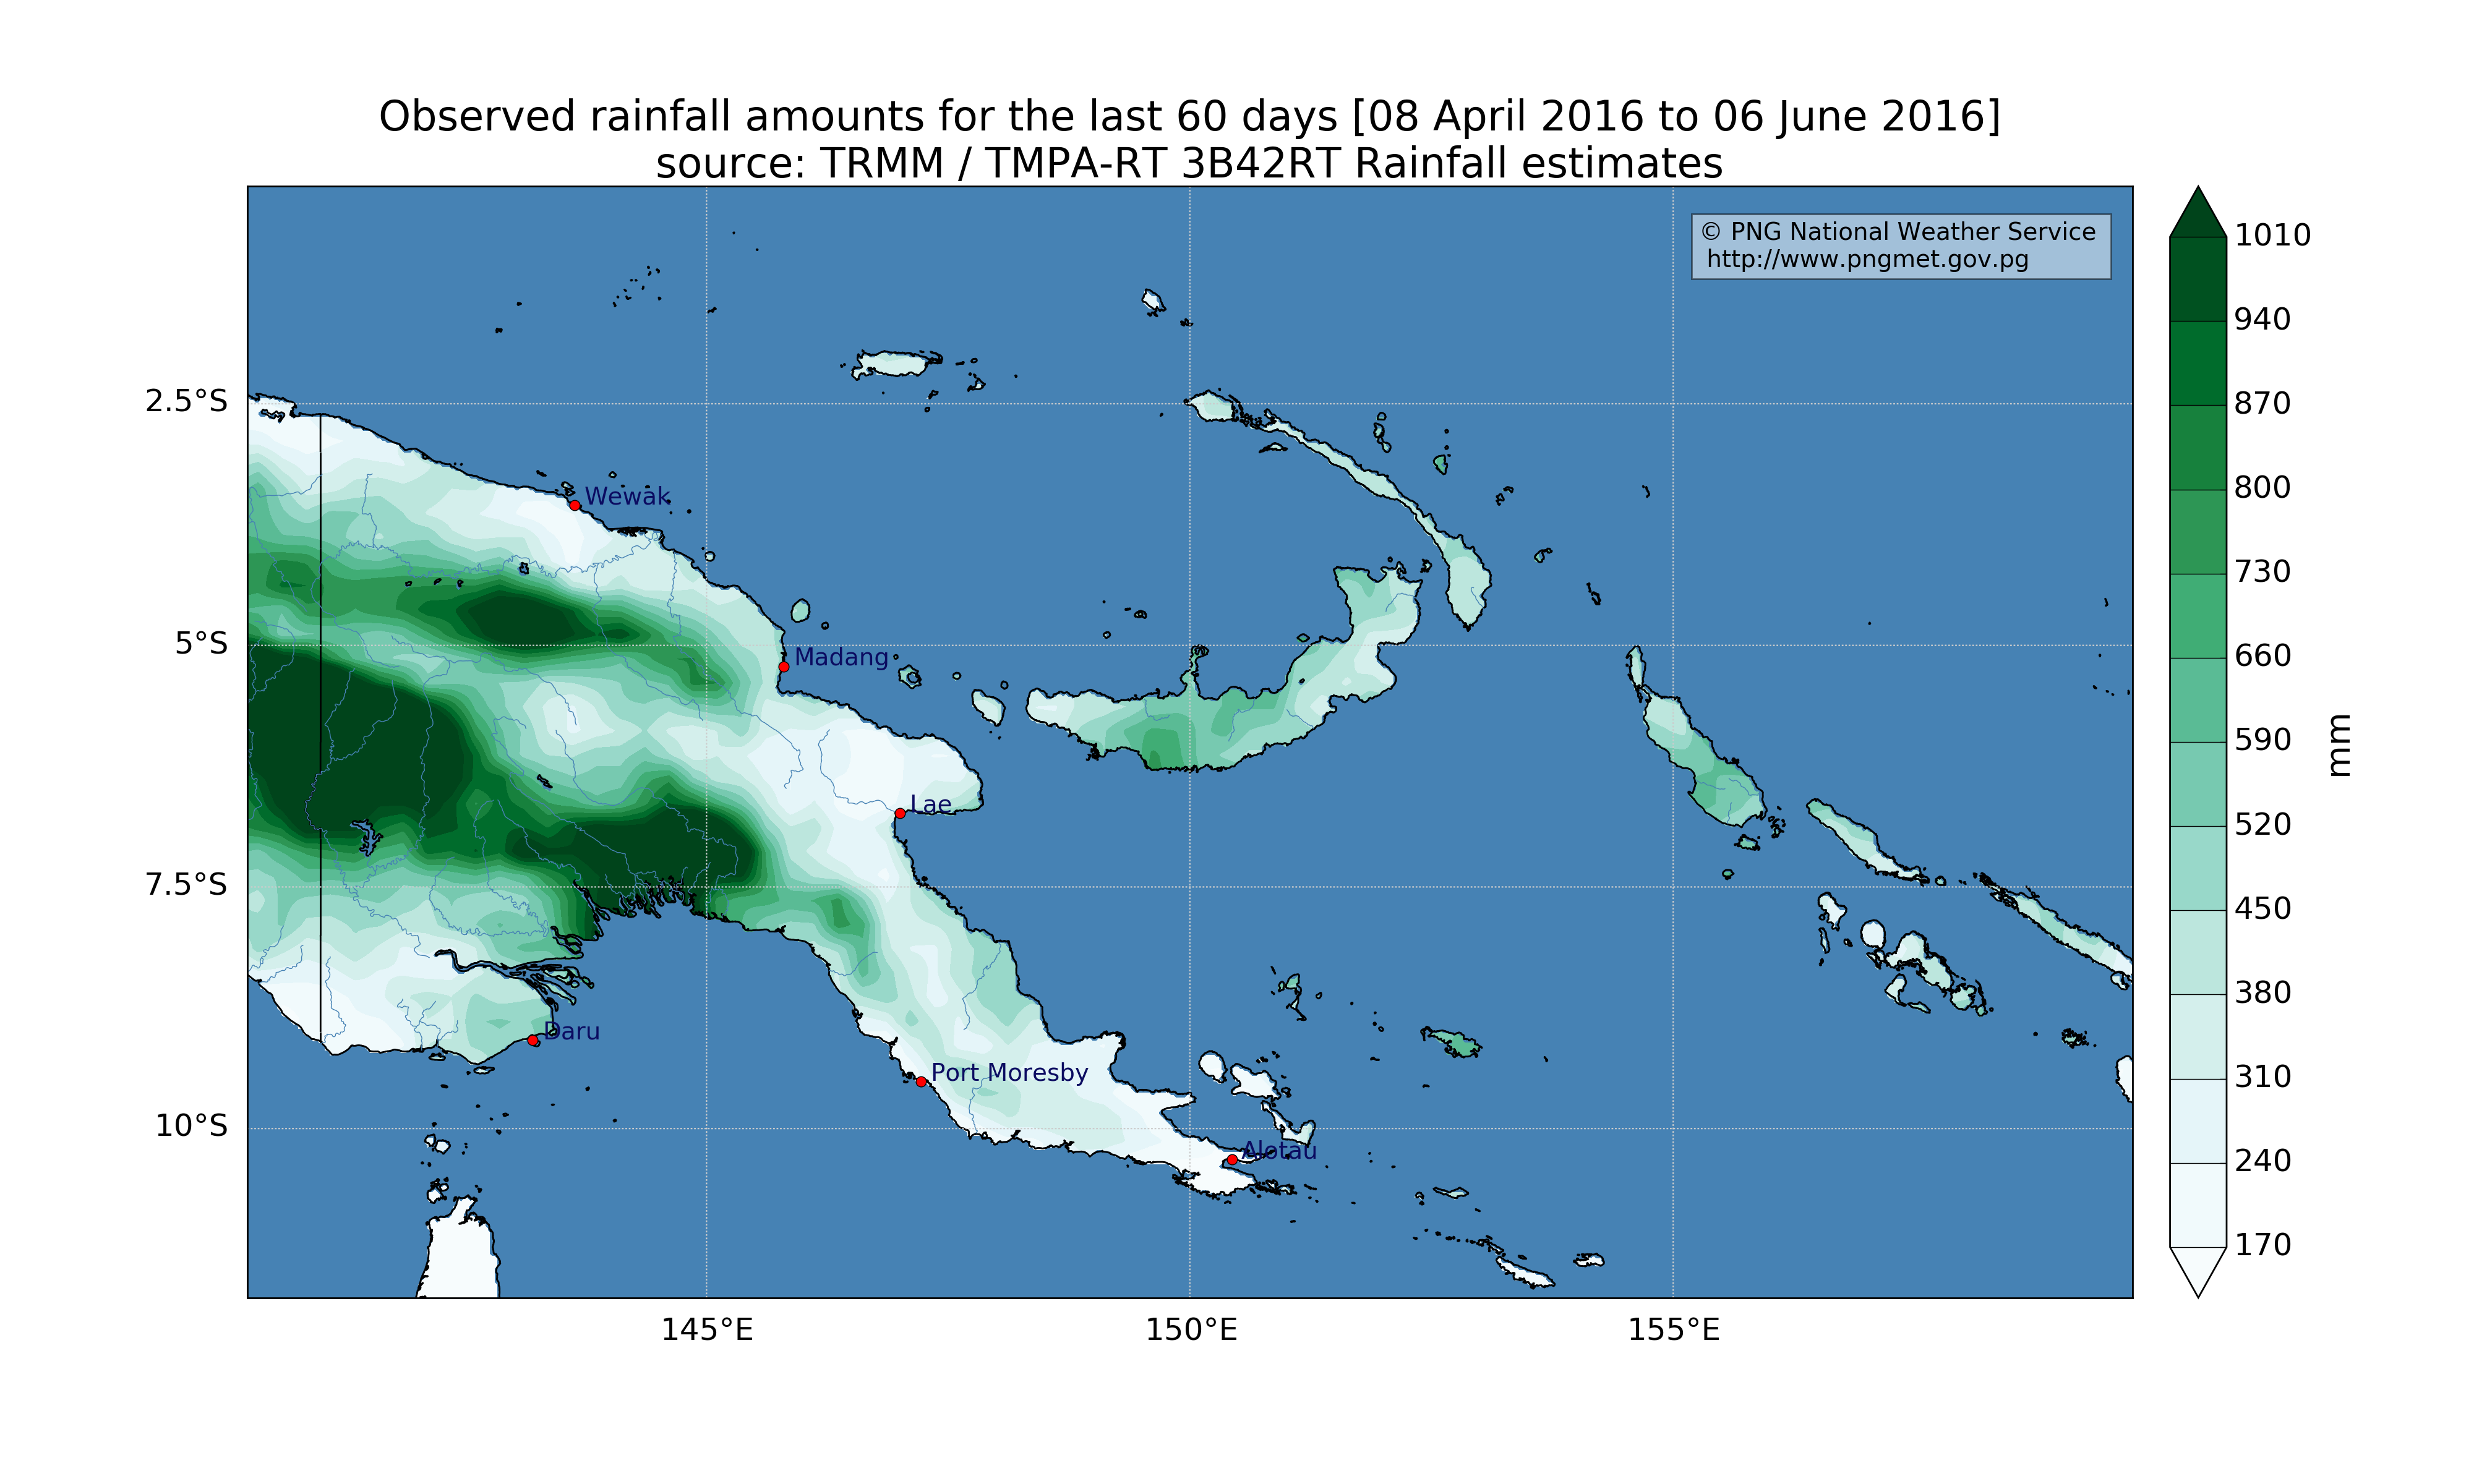 Observed rainfall amounts for the last 60 days [08 April 2016 to 06 June 2016]
source: TRMM / TMPA-RT 3B42RT Rainfall estimates
© PNG National Weather Service
http://www.pngmet.gov.pg
1010
940
870
800
730
660
590
520
450
380
310
240
170
mm
2.5°S
5°S
7.5°S
10°S
Wewak
Madang
Lae
Daru
Port Moresby
Alotau
145°E
150°E
155°E